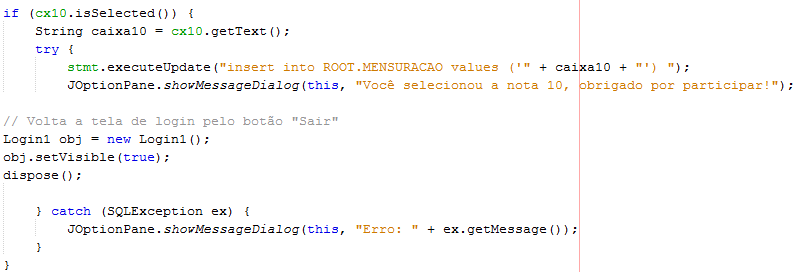 if (cx10.isSelected()) {
String caixa10 = cx10.getText();
try {
stmt.executeUpdate("insert into ROOT.MENSURACAO values ('" + caixa10 + "') ");
JOptionPane.showMessageDialog(this, "Você selecionou a nota 10, obrigado por participar!");
// Volta a tela de login pelo botão "Sair"
Login1 obj = new Login1();
obj.setVisible(true);
dispose();
} catch (SQLException ex) {
JOptionPane.showMessageDialog(this, "Erro: " + ex.getMessage());
}
}